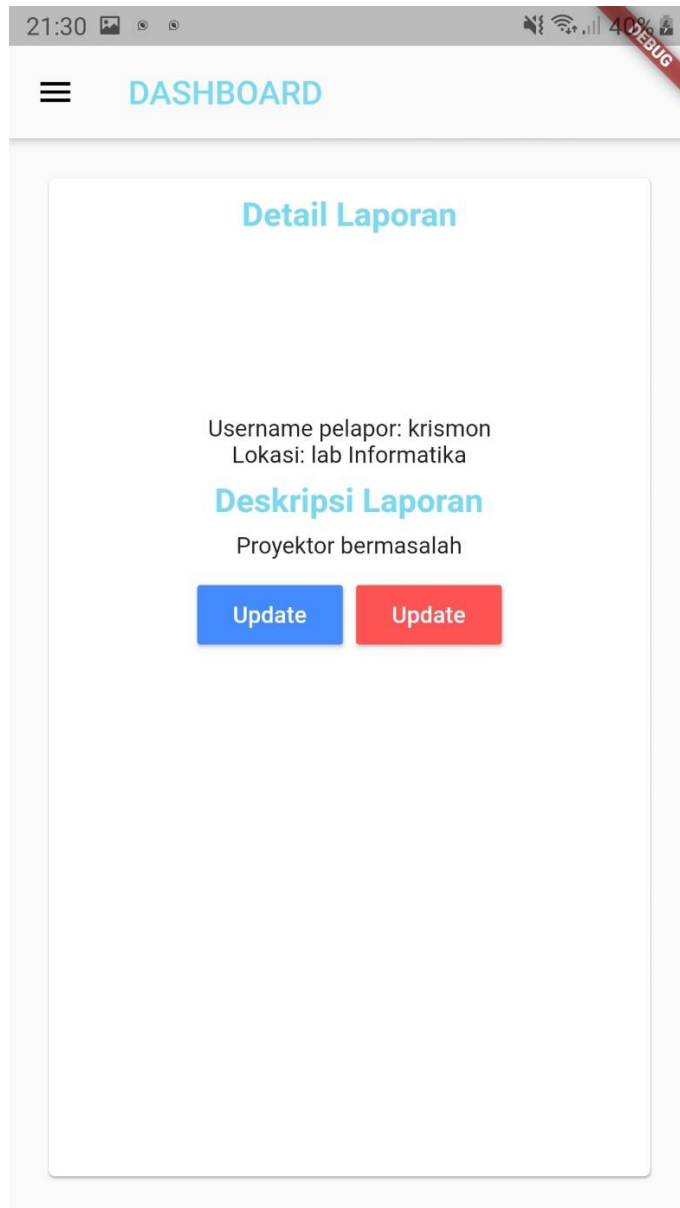 21:30 40%
DEBUG
DASHBOARD
Detail Laporan
Username pelapor: krismon
Lokasi: lab Informatika
Deskripsi Laporan
Proyektor bermasalah
Update Update